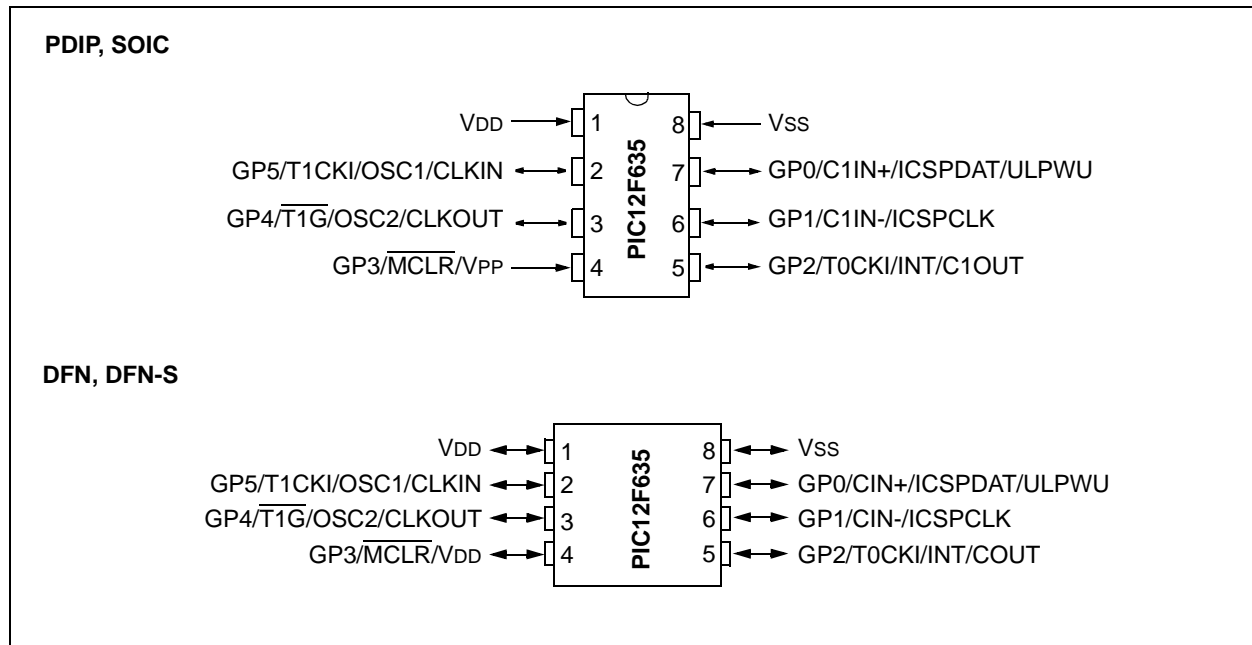 PDIP, SOIC
VDD 1 8 VSS
GP5/T1CKI/OSC1/CLKIN 2 7 GP0/C1IN+/ICSPDAT/ULPWU
GP4/T1G/OSC2/CLKOUT 3 6 GP1/C1IN-/ICSPCLK
GP3/MCLR/VPP 4 5 GP2/T0CKI/INT/C1OUT
PIC12F635
DFN, DFN-S
VDD 1 8 VSS
GP5/T1CKI/OSC1/CLKIN 2 7 GP0/CIN+/ICSPDAT/ULPWU
GP4/T1G/OSC2/CLKOUT 3 6 GP1/CIN-/ICSPCLK
GP3/MCLR/VDD 4 5 GP2/T0CKI/INT/COUT
PIC12F635